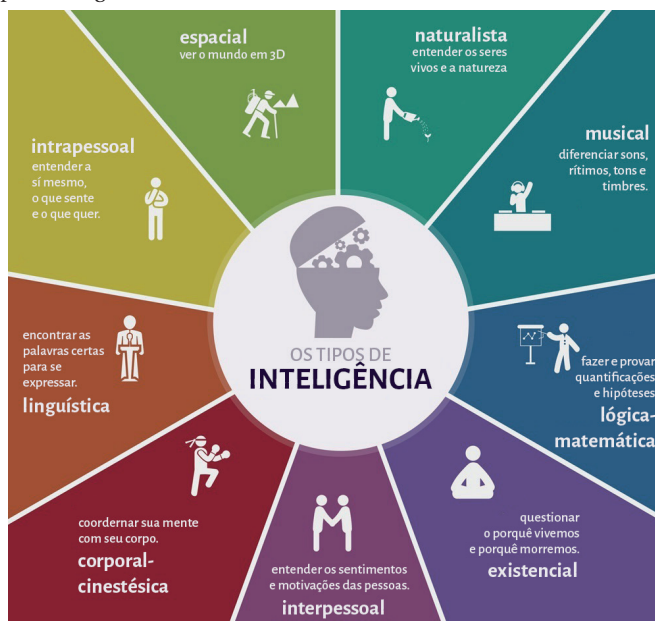 espacial
ver o mundo em 3D
naturalista
entender os seres
vivos e a natureza
musical
diferenciar sons,
rítimos, tons e
timbres.
intrapessoal
entender a
sí mesmo,
o que sente
e o que quer.
OS TIPOS DE
INTELIGÊNCIA
encontrar as
palavras certas
para se
expressar.
linguística
fazer e provar
quantificações
e hipóteses
lógica-
matemática
coordernar sua mente
com seu corpo.
corporal-
cinestésica
entender os sentimentos
e motivações das pessoas.
interpessoal
questionar
o porquê vivemos
e porquê morremos.
existencial